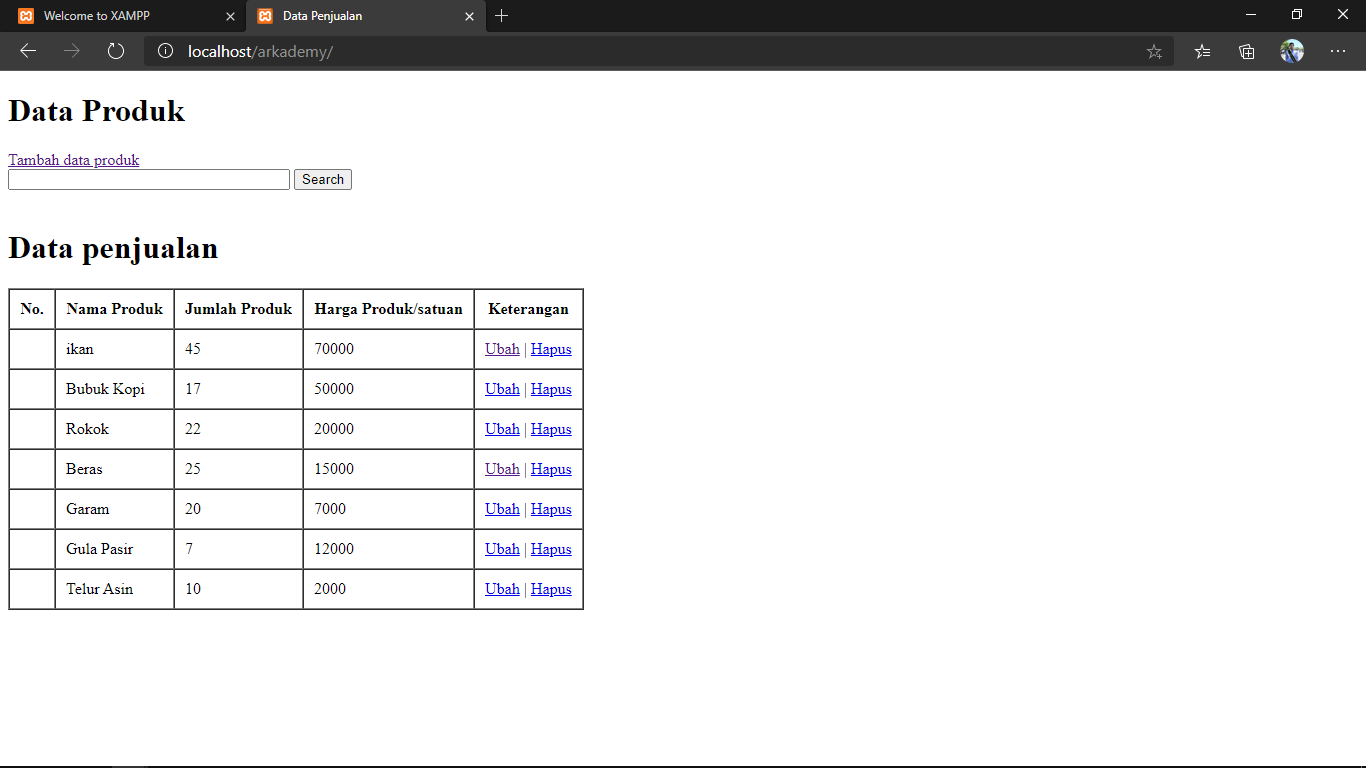 Welcome to XAMPP
Data Penjualan
localhost/arkademy/
Data Produk
Tambah data produk
Search
Data penjualan
No. Nama Produk Jumlah Produk Harga Produk/satuan Keterangan
ikan 45 70000 Ubah | Hapus
Bubuk Kopi 17 50000 Ubah | Hapus
Rokok 22 20000 Ubah | Hapus
Beras 25 15000 Ubah | Hapus
Garam 20 7000 Ubah | Hapus
Gula Pasir 7 12000 Ubah | Hapus
Telur Asin 10 2000 Ubah | Hapus